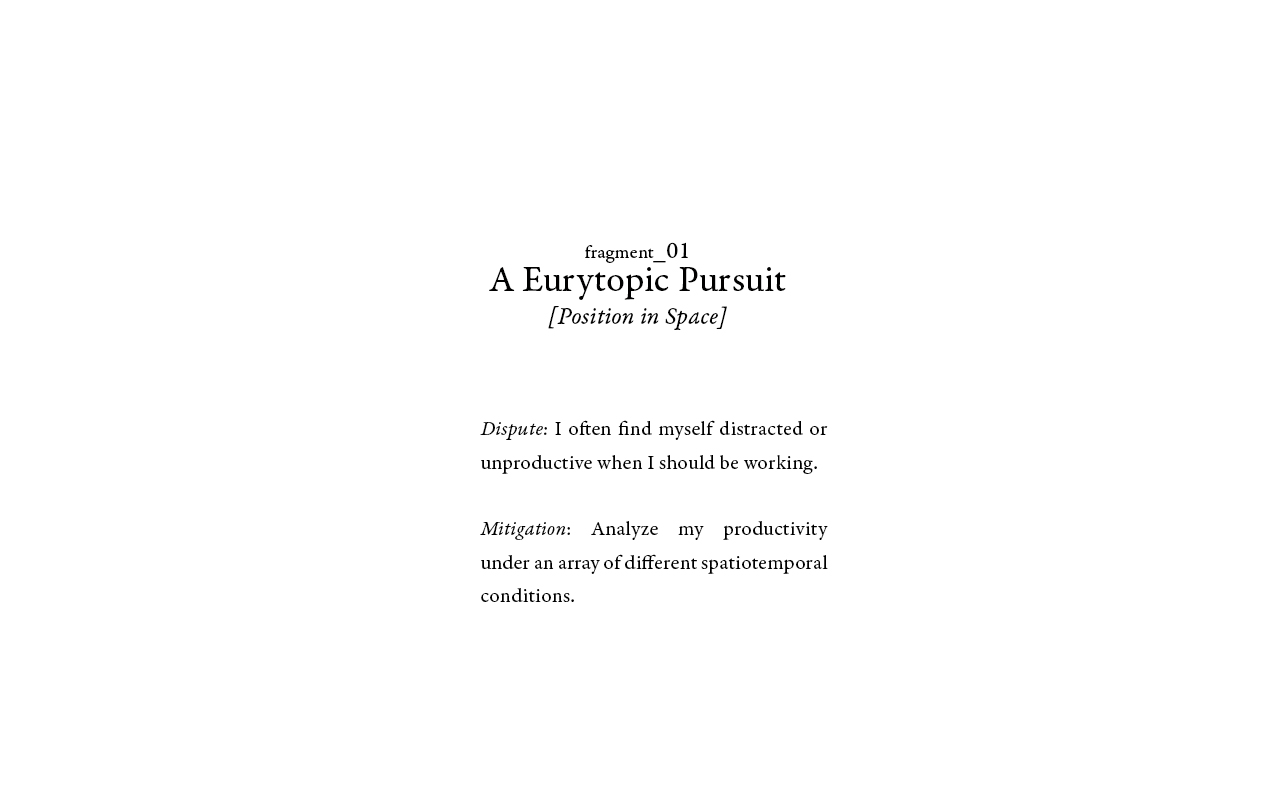 fragment_01
A Eurytopic Pursuit
[Position in Space]
Dispute: I often find myself distracted or
unproductive when I should be working.
Mitigation: Analyze my productivity
under an array of different spatiotemporal
conditions.